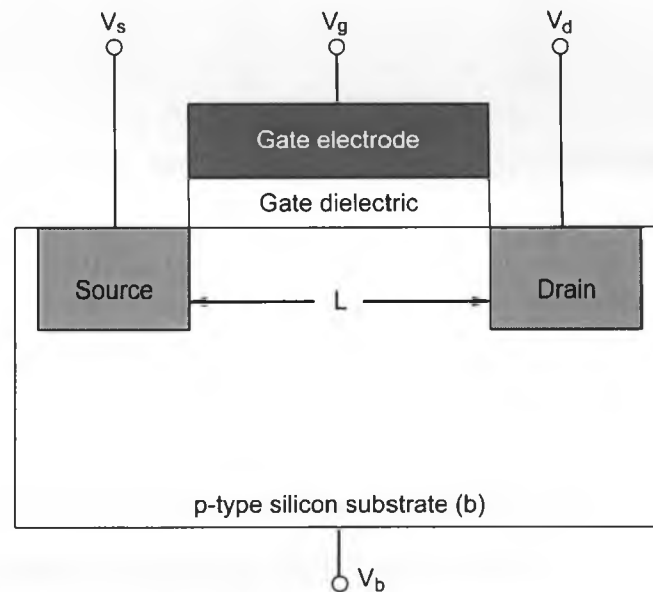 Vs Vg Vd
Gate electrode
Gate dielectric
Source L Drain
p-type silicon substrate (b)
Vb